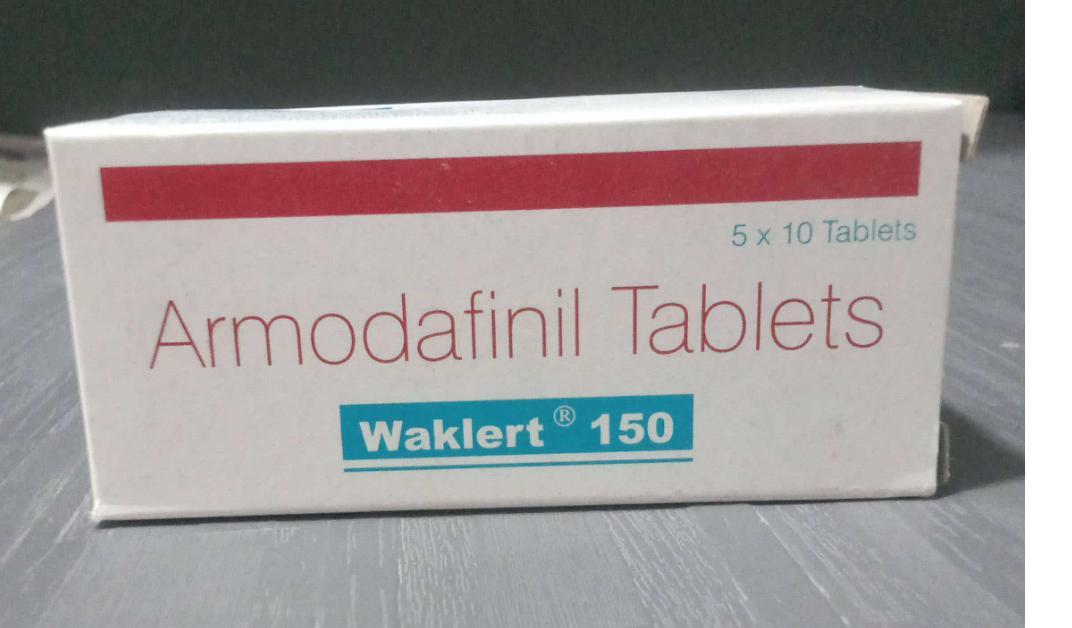 5 x 10 Tablets
Armodafinil Tablets
Waklert® 150